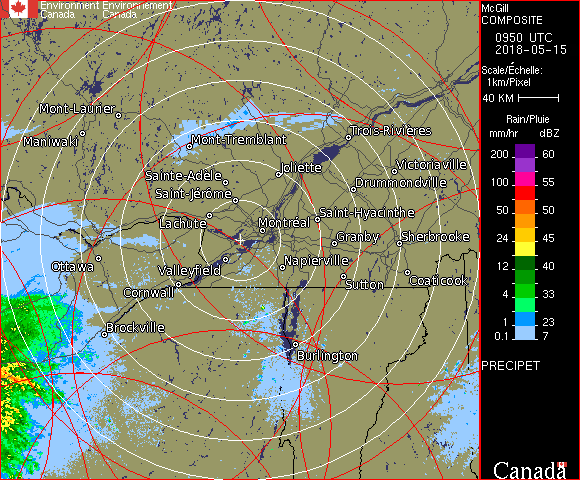 Environment Environnement
Canada Canada
McGill
COMPOSITE
0950 UTC
2018-05-15
Scale/Échelle:
1km/Pixel
40 KM
Rain/Pluie
mm/hr dBZ
200 60
100 55
50 50
24 45
12 40
4 33
1 23
0.1 7
PRECIPET
Canada
Mont-Laurier
Maniwaki
Mont-Tremblant
Trois-Rivières
Sainte-Adèle
Joliette
Victoriaville
Saint-Jérôme
Drummondville
Lachute
Montréal
Saint-Hyacinthe
Granby
Sherbrooke
Ottawa
Valleyfield
Napierville
Cornwall
Sutton
Coaticook
Brockville
Burlington